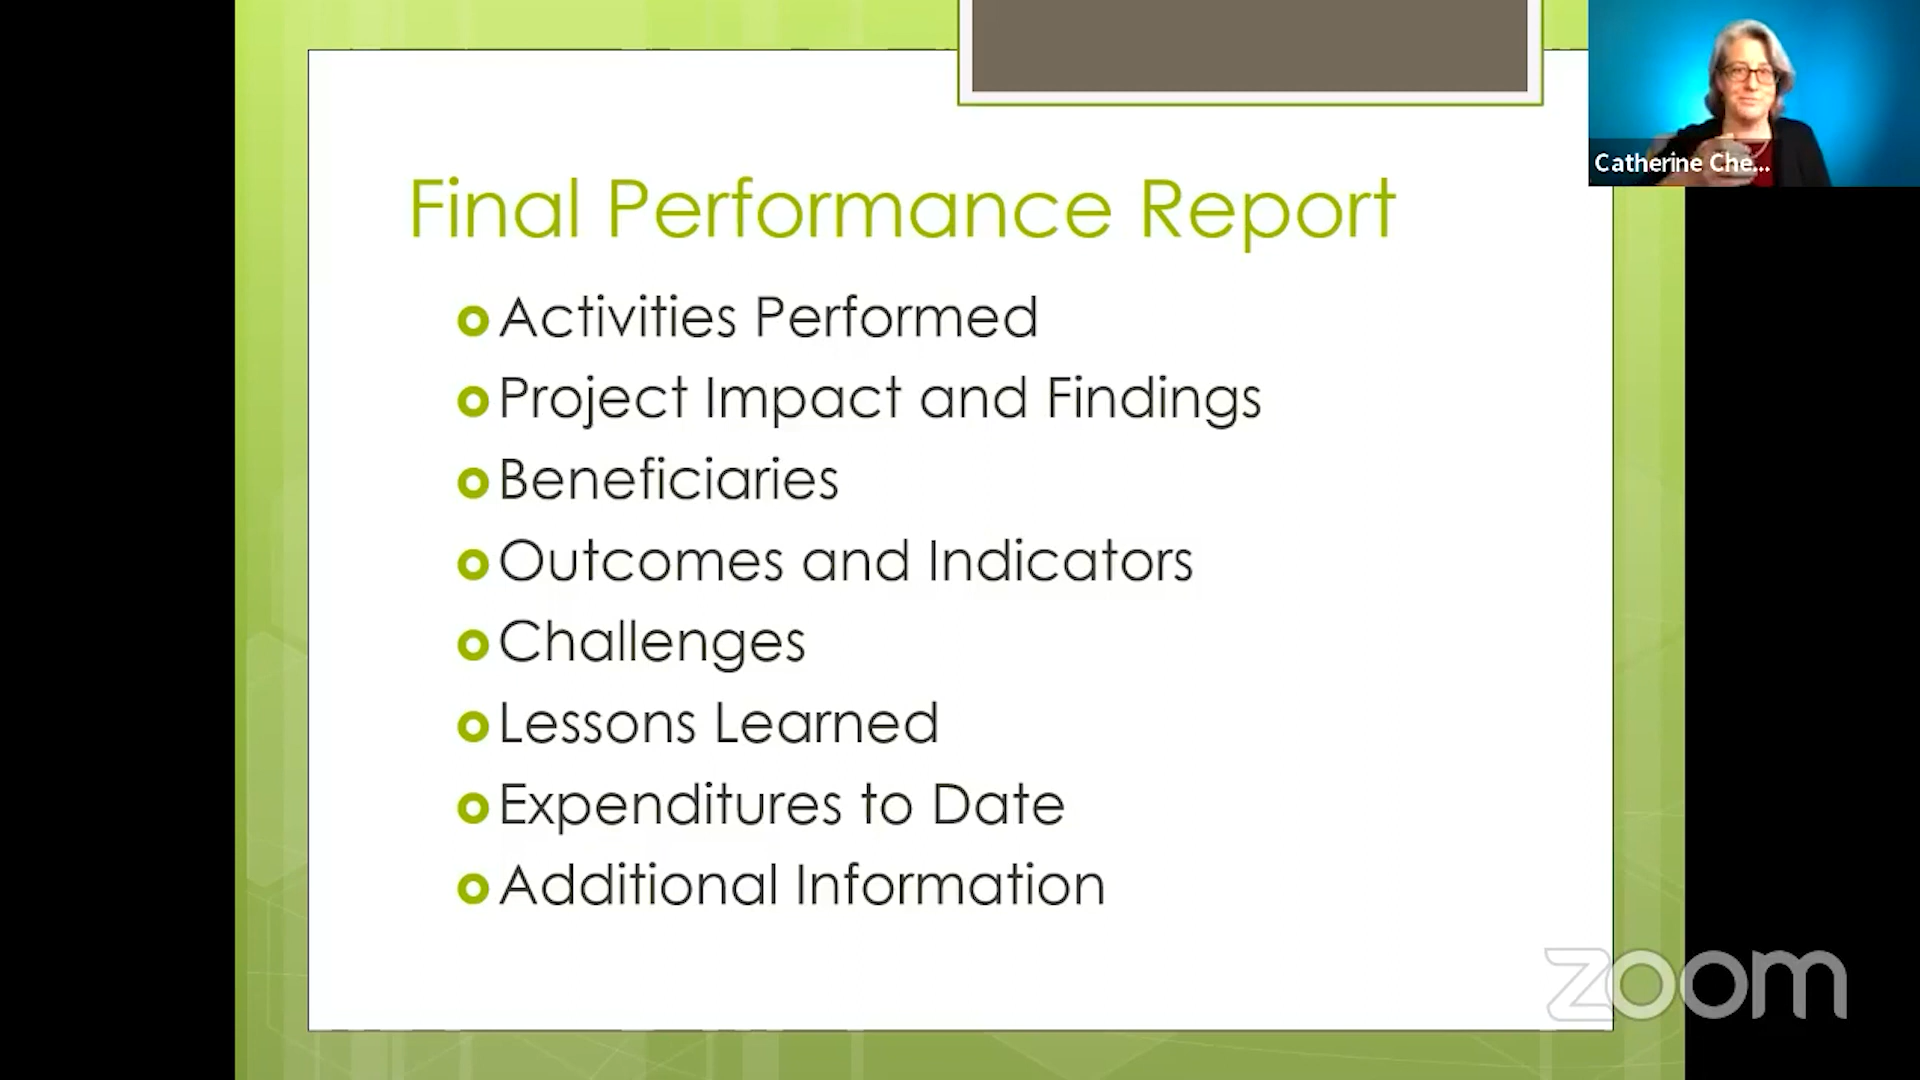 Catherine Che...
Final Performance Report
Activities Performed
Project Impact and Findings
Beneficiaries
Outcomes and Indicators
Challenges
Lessons Learned
Expenditures to Date
Additional Information
zoom